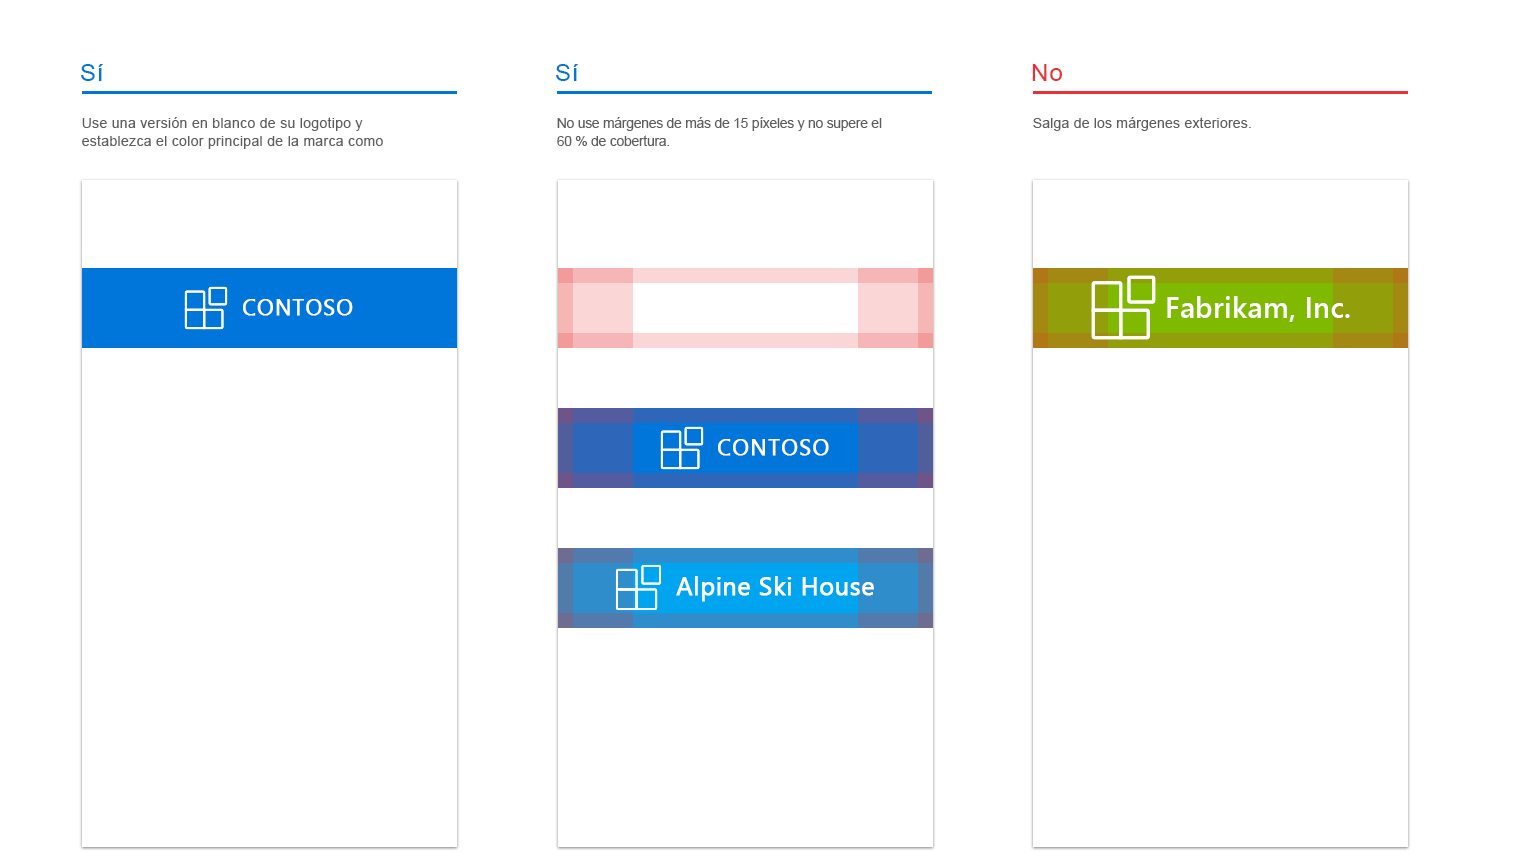 Sí
Use una versión en blanco de su logotipo y
establezca el color principal de la marca como
CONTOSO
Sí
No use márgenes de más de 15 píxeles y no supere el
60 % de cobertura.
CONTOSO
Alpine Ski House
No
Salga de los márgenes exteriores.
Fabrikam, Inc.